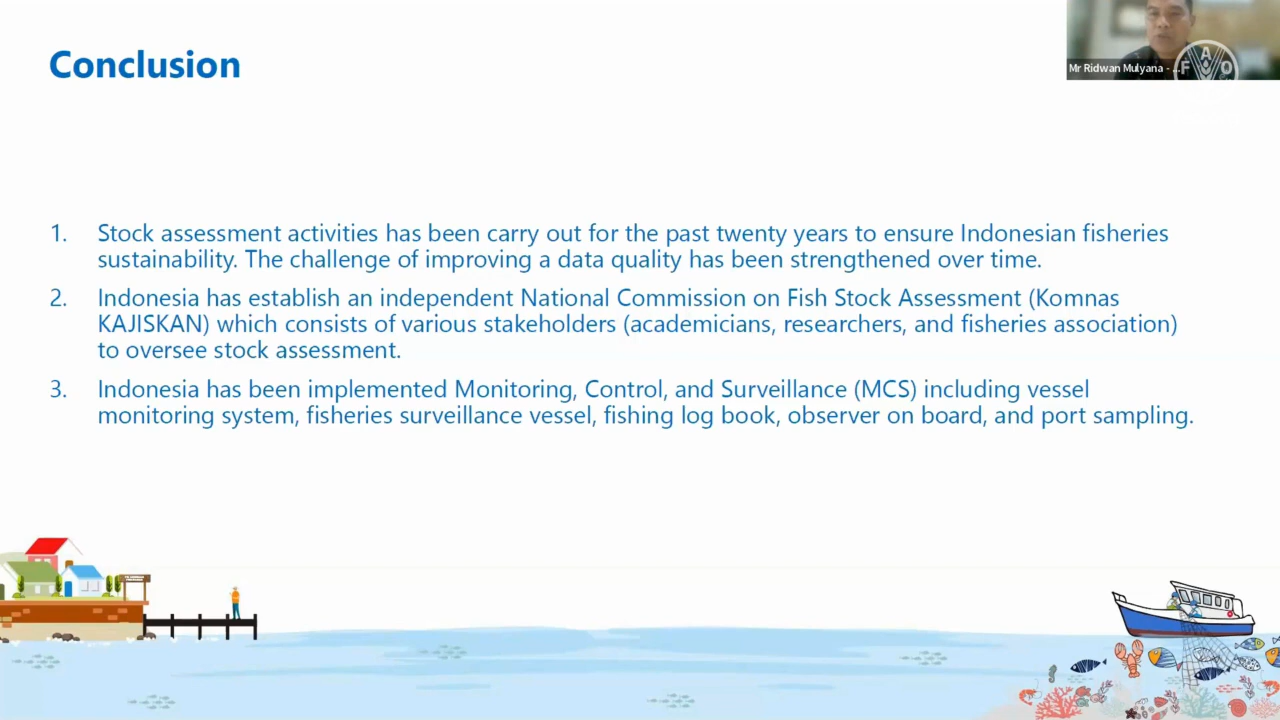 Conclusion
Mr Ridwan Mulyana - ...
FAO
1. Stock assessment activities has been carry out for the past twenty years to ensure Indonesian fisheries
sustainability. The challenge of improving a data quality has been strengthened over time.
2. Indonesia has establish an independent National Commission on Fish Stock Assessment (Komnas
KAJISKAN) which consists of various stakeholders (academicians, researchers, and fisheries association)
to oversee stock assessment.
3. Indonesia has been implemented Monitoring, Control, and Surveillance (MCS) including vessel
monitoring system, fisheries surveillance vessel, fishing log book, observer on board, and port sampling.